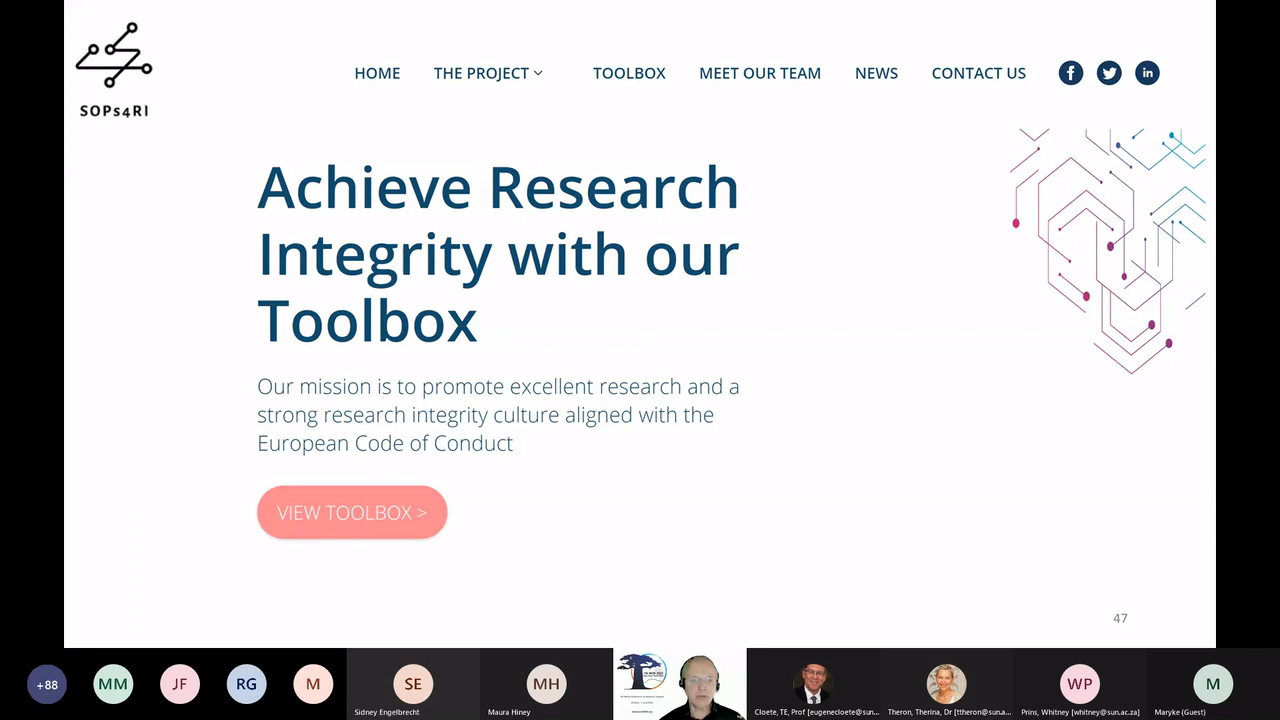 SOPs4RI
HOME THE PROJECT TOOLBOX MEET OUR TEAM NEWS CONTACT US
Achieve Research
Integrity with our
Toolbox
Our mission is to promote excellent research and a
strong research integrity culture aligned with the
European Code of Conduct
VIEW TOOLBOX >
47
+88 MM JF RG M SE MH WP M
Sidney Engelbrecht
Maura Hiney
Cloete, TE, Prof [eugenecloete@sun...
Theron, Therina, Dr [ttheron@suna...
Prins, Whitney [whitney@sun.ac.za]
Maryke (Guest)